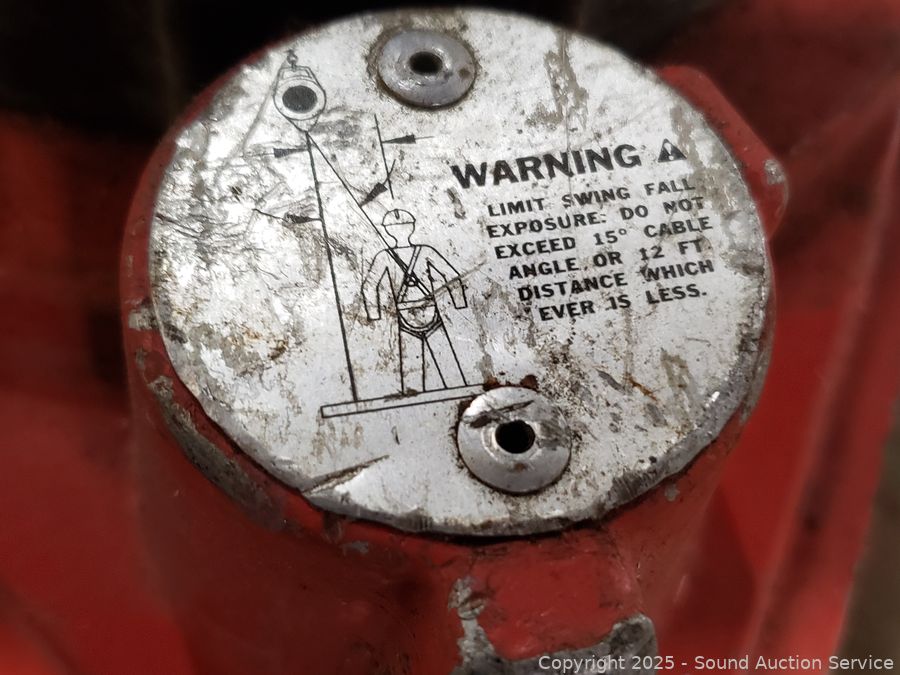 WARNING
LIMIT SWING FALL
EXPOSURE: DO NOT
EXCEED 15° CABLE
ANGLE OR 12 FT.
DISTANCE WHICH
EVER IS LESS.
Copyright © 2025 - Sound Auction Service